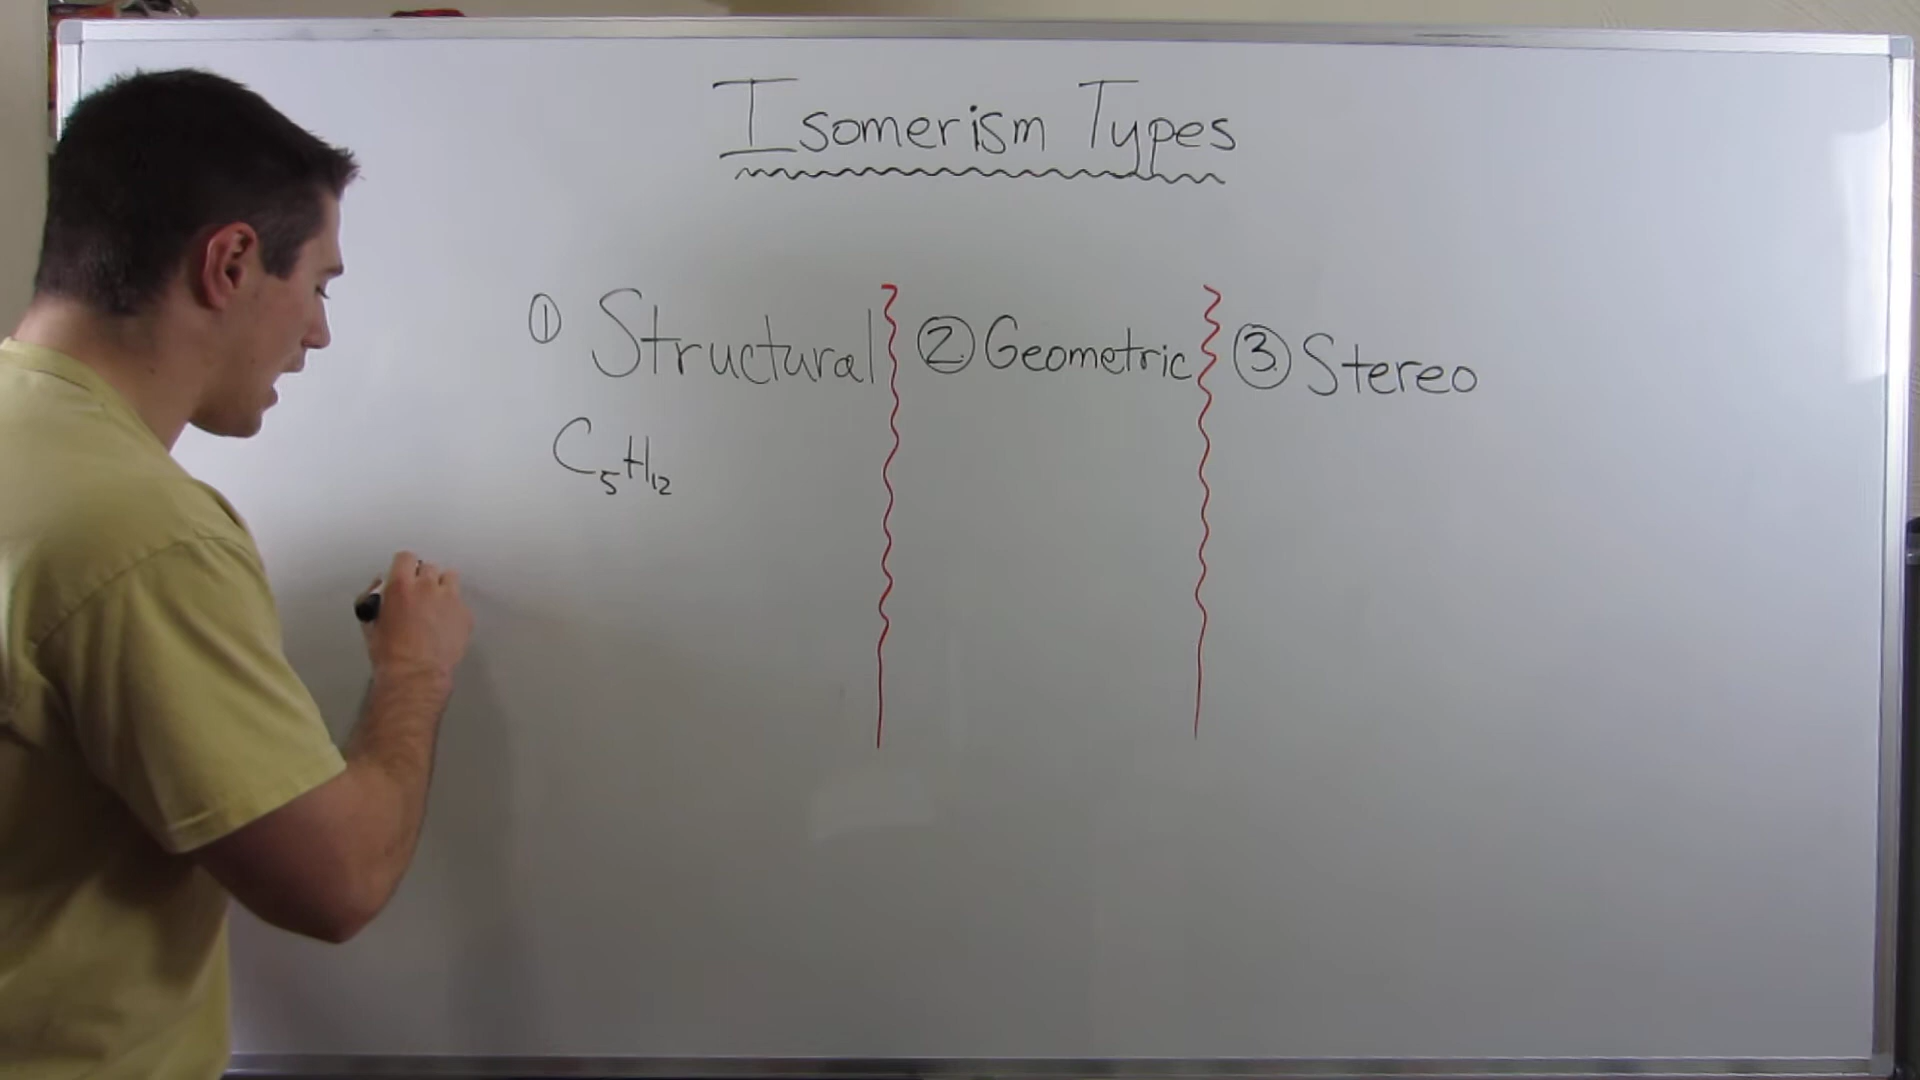 Isomerism Types
① Structural ② Geometric ③ Stereo
C₅H₁₂